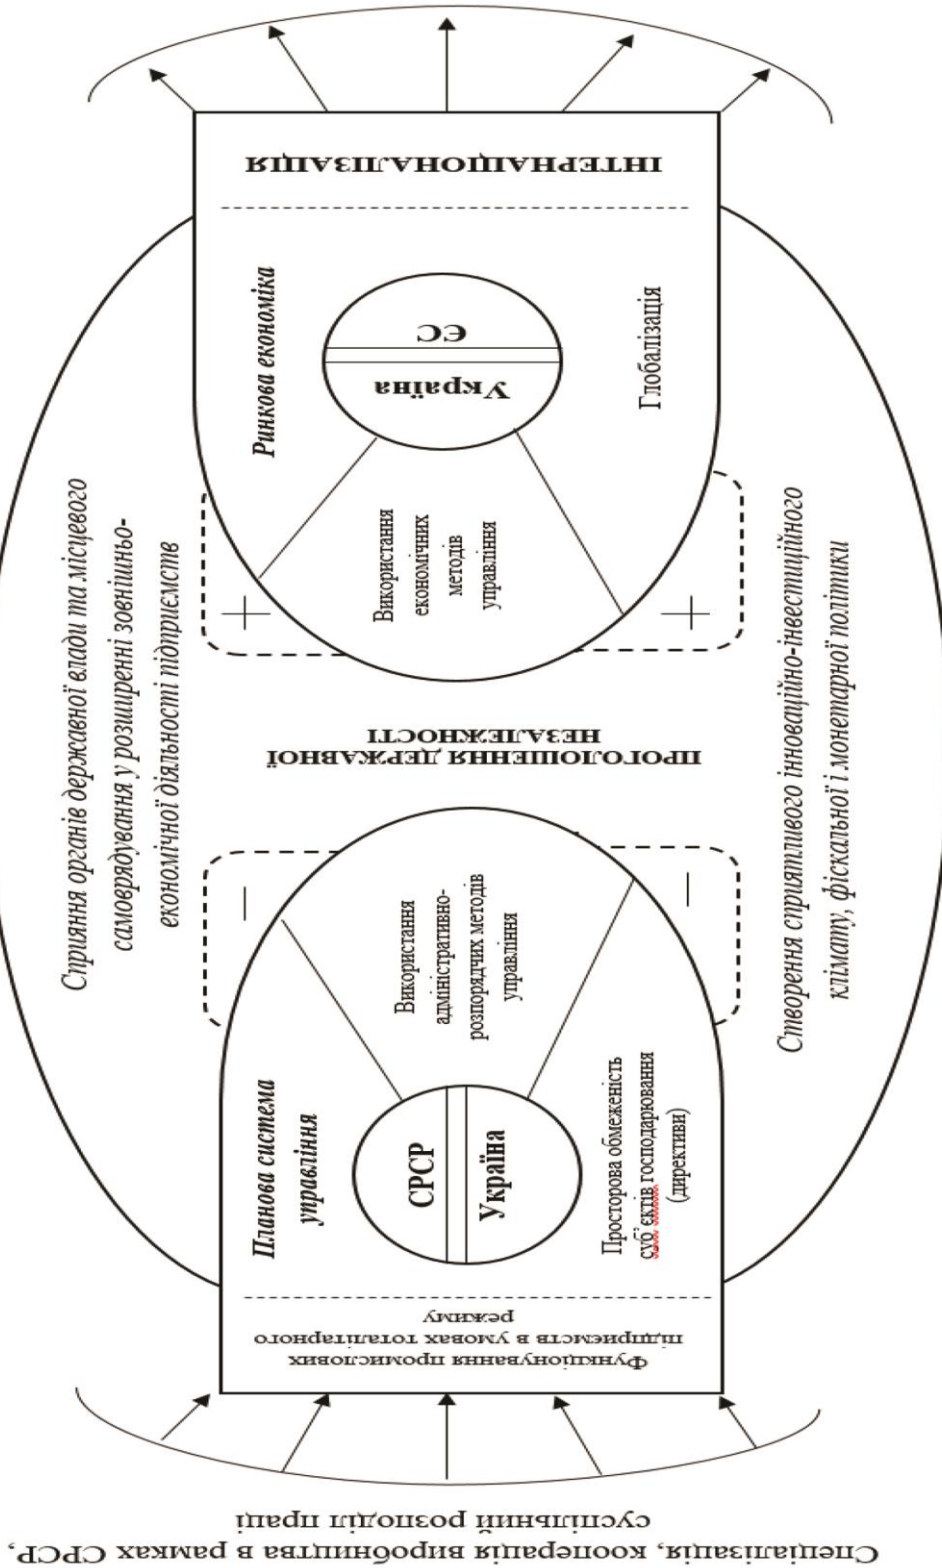 Спеціалізація, кооперація виробництва в рамках СРСР,
суспільний розподіл праці
Функціонування промислових
підприємств в умовах тоталітарного
режиму
Планова система
управління
СРСР
Україна
Просторова обмеженість
суб'єктів господарювання
(директиви)
Використання
адміністративно-
розпорядчих методів
управління
–
–
ПРОГОЛОШЕННЯ ДЕРЖАВНОЇ
НЕЗАЛЕЖНОСТІ
Сприяння органів державної влади та місцевого
самоврядування у розширенні зовнішньо-
економічної діяльності підприємств
Створення сприятливого інноваційно-інвестиційного
клімату, фіскальної і монетарної політики
+
+
Використання
економічних
методів
управління
Ринкова економіка
Україна
ЄС
Глобалізація
ІНТЕРНАЦІОНАЛІЗАЦІЯ